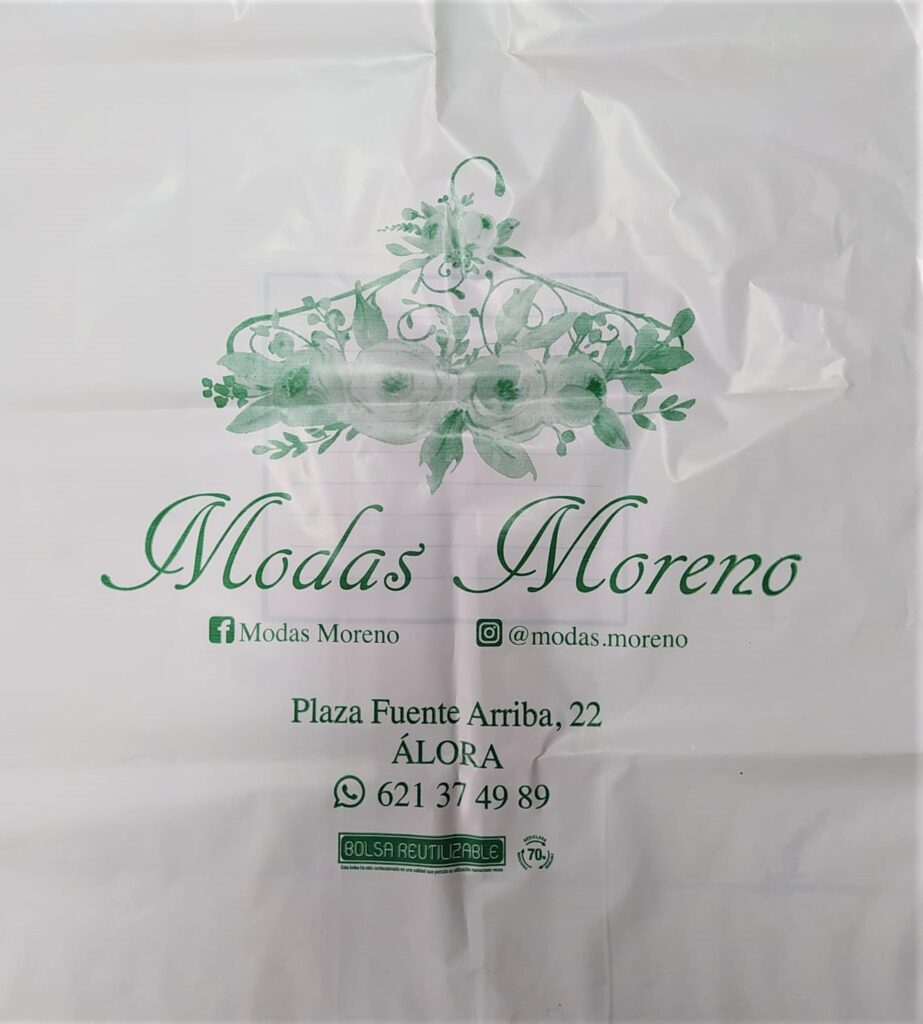 Modas Moreno
Modas Moreno @modas.moreno
Plaza Fuente Arriba, 22
ÁLORA
621 37 49 89
BOLSA REUTILIZABLE
70%